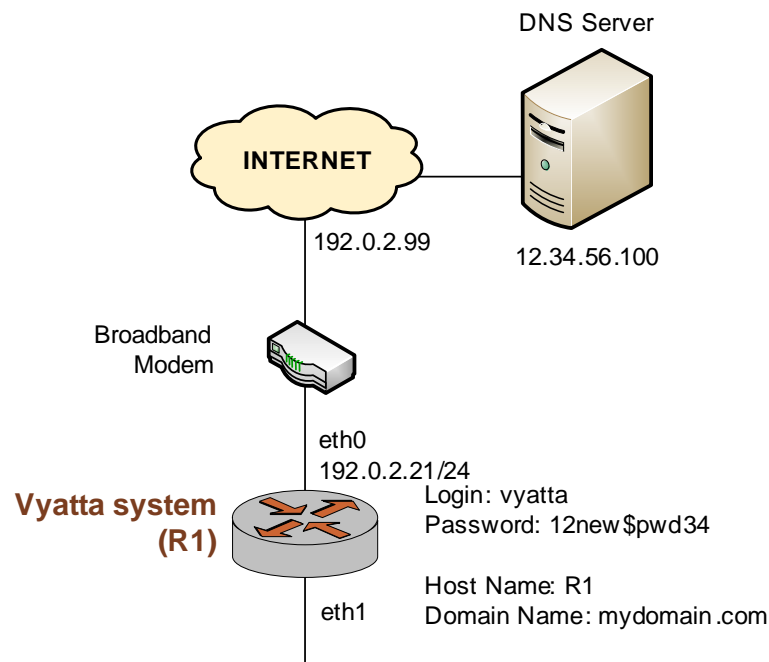 DNS Server
INTERNET
192.0.2.99
12.34.56.100
Broadband
Modem
eth0
192.0.2.21/24
Vyatta system
(R1)
Login: vyatta
Password: 12new$pwd34
Host Name: R1
Domain Name: mydomain.com
eth1